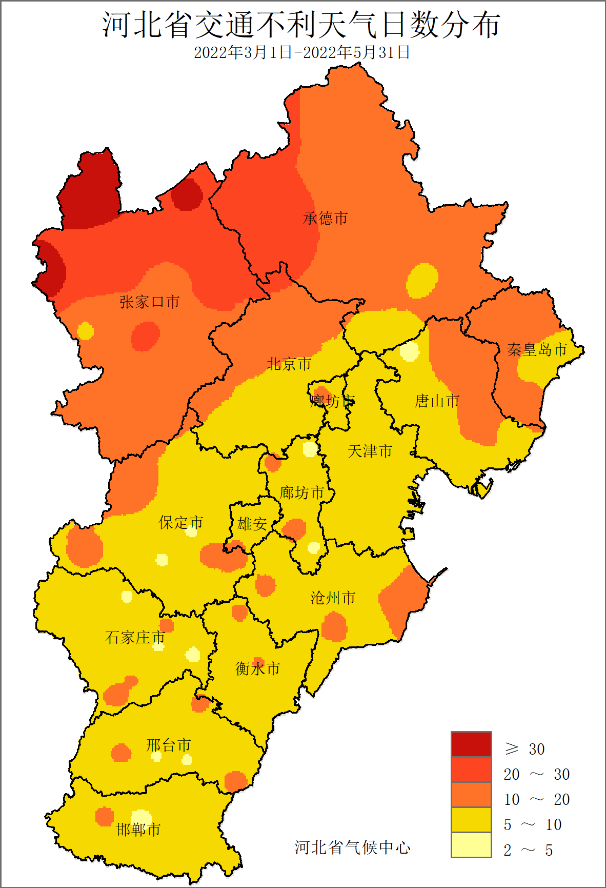 河北省交通不利天气日数分布
2022年3月1日-2022年5月31日
承德市
张家口市
秦皇岛市
北京市
廊坊市
唐山市
天津市
廊坊市
保定市
雄安
沧州市
石家庄市
衡水市
邢台市
邯郸市
≥ 30
20 ～ 30
10 ～ 20
5 ～ 10
2 ～ 5
河北省气候中心